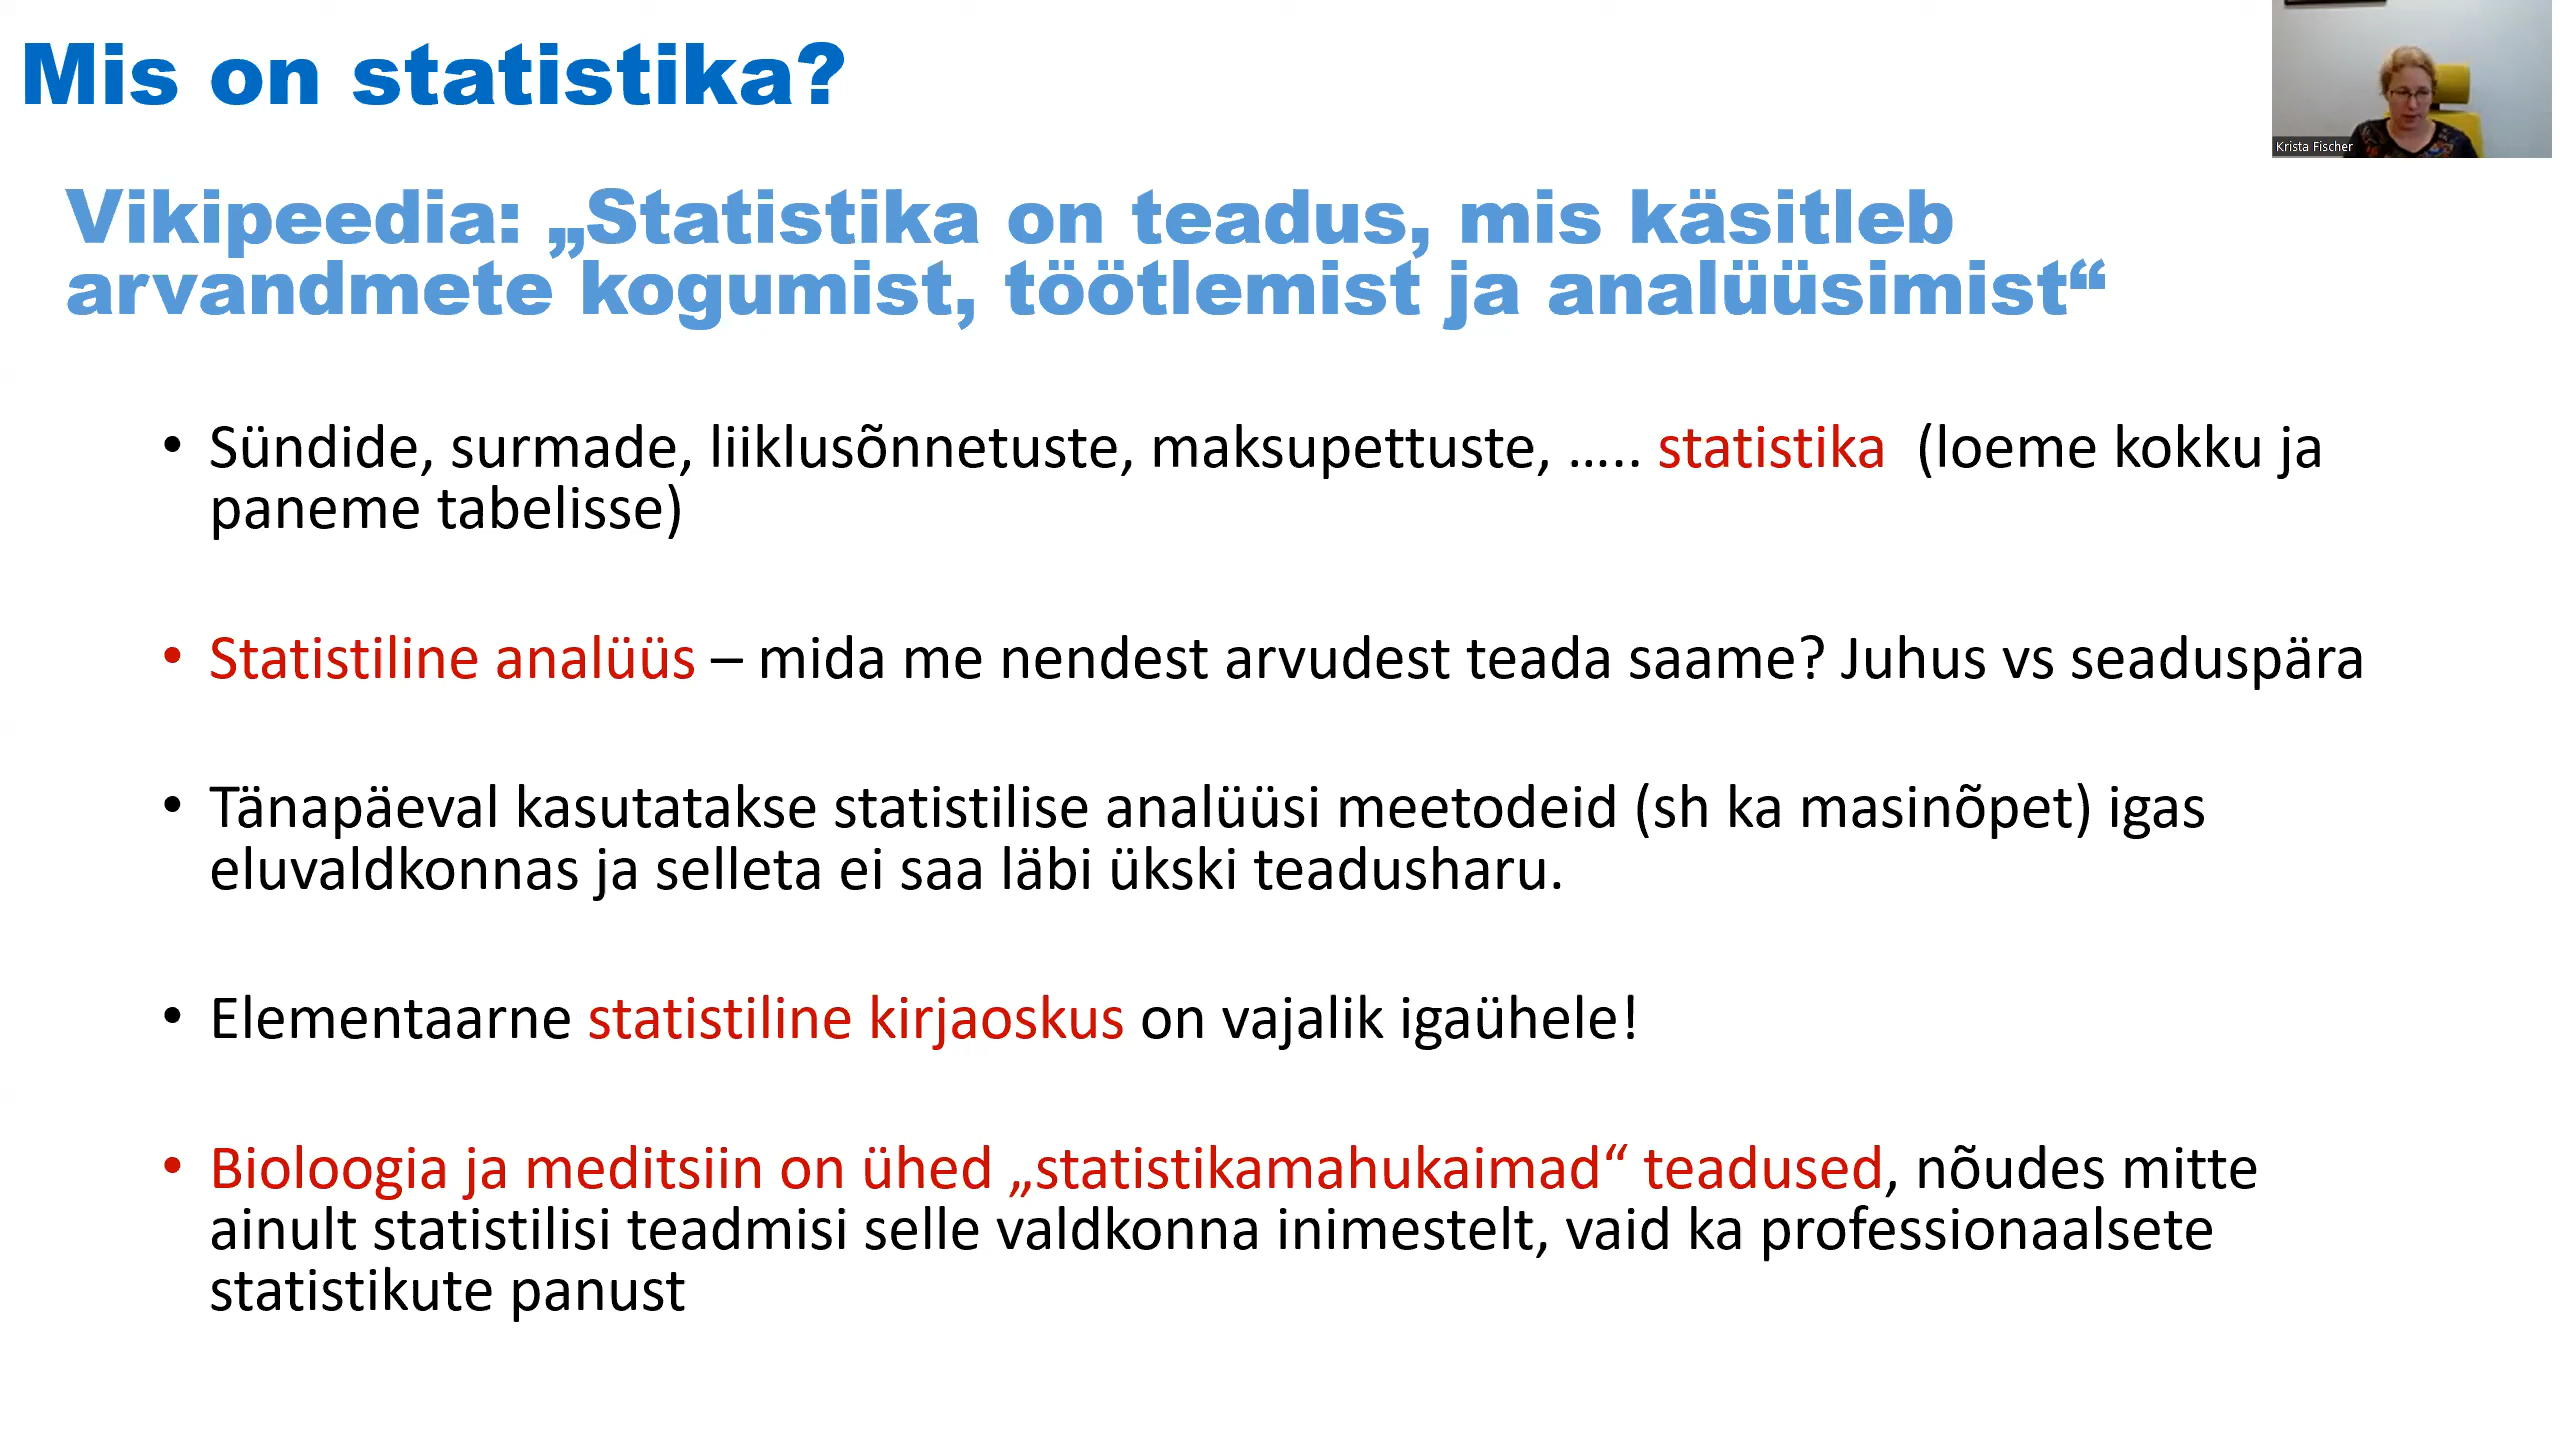 Mis on statistika?
Krista Fischer
Vikipeedia: „Statistika on teadus, mis käsitleb
arvandmete kogumist, töötlemist ja analüüsimist“
• Sündide, surmade, liiklusõnnetuste, maksupettuste, ….. statistika (loeme kokku ja
paneme tabelisse)
• Statistiline analüüs – mida me nendest arvudest teada saame? Juhus vs seaduspära
• Tänapäeval kasutatakse statistilise analüüsi meetodeid (sh ka masinõpet) igas
eluvaldkonnas ja selleta ei saa läbi ükski teadusharu.
• Elementaarne statistiline kirjaoskus on vajalik igaühele!
• Bioloogia ja meditsiin on ühed „statistikamahukaimad“ teadused, nõudes mitte
ainult statistilisi teadmisi selle valdkonna inimestelt, vaid ka professionaalsete
statistikute panust